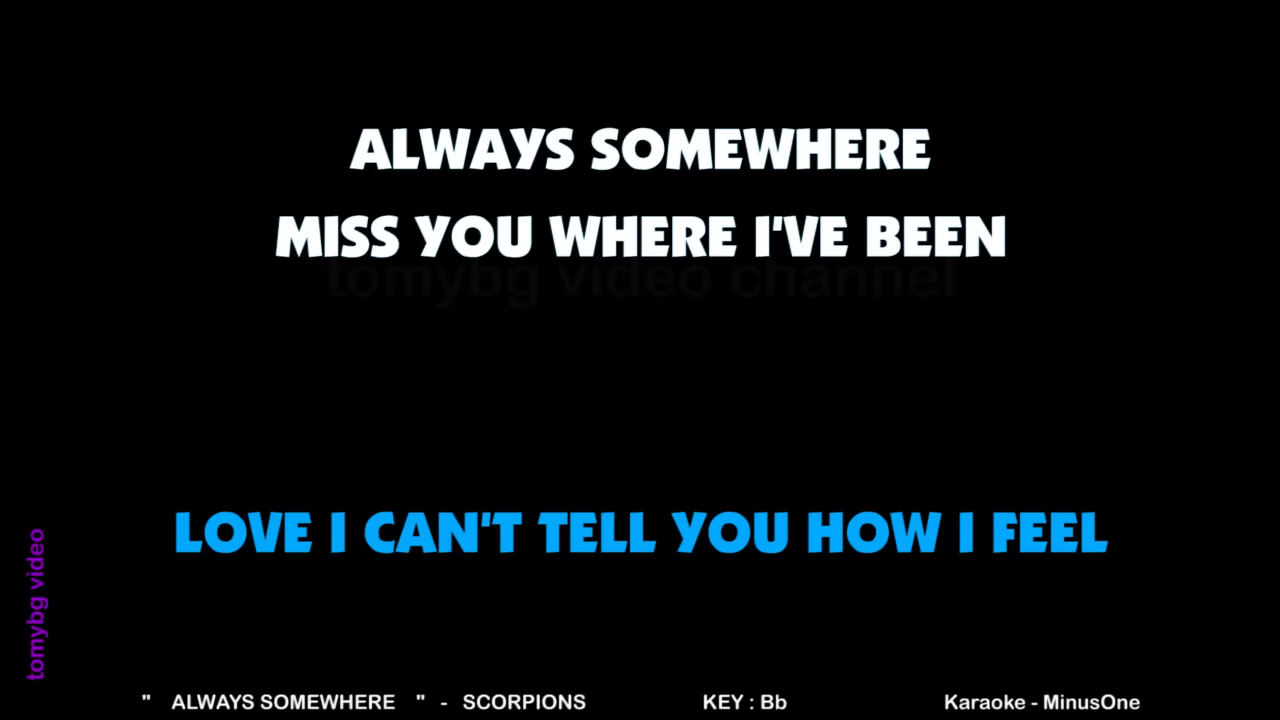 ALWAYS SOMEWHERE
MISS YOU WHERE I'VE BEEN
tomybg video channel
LOVE I CAN'T TELL YOU HOW I FEEL
tomybg video
" ALWAYS SOMEWHERE " - SCORPIONS KEY : Bb Karaoke - MinusOne